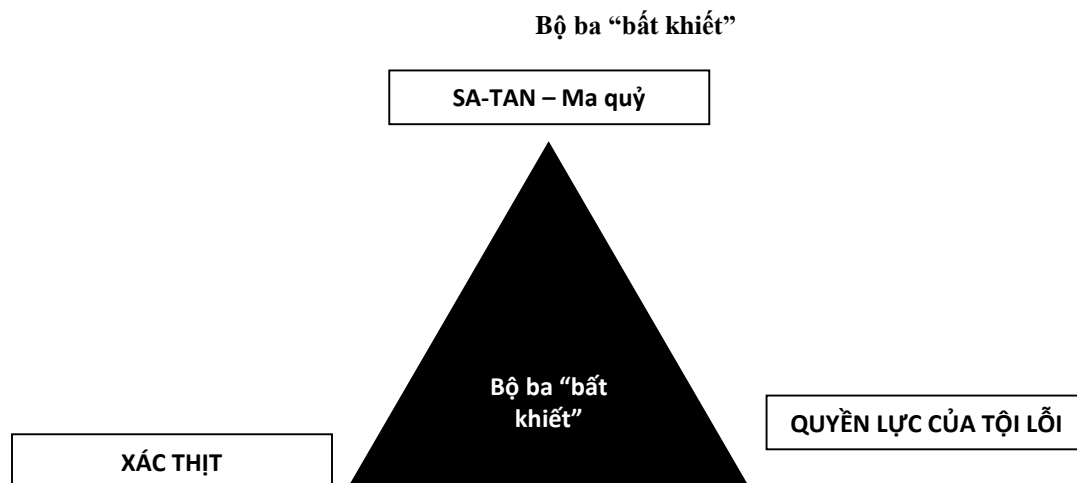 Bộ ba “bất khiết”
SA-TAN – Ma quỷ
Bộ ba “bất
khiết”
QUYỀN LỰC CỦA TỘI LỖI
XÁC THỊT